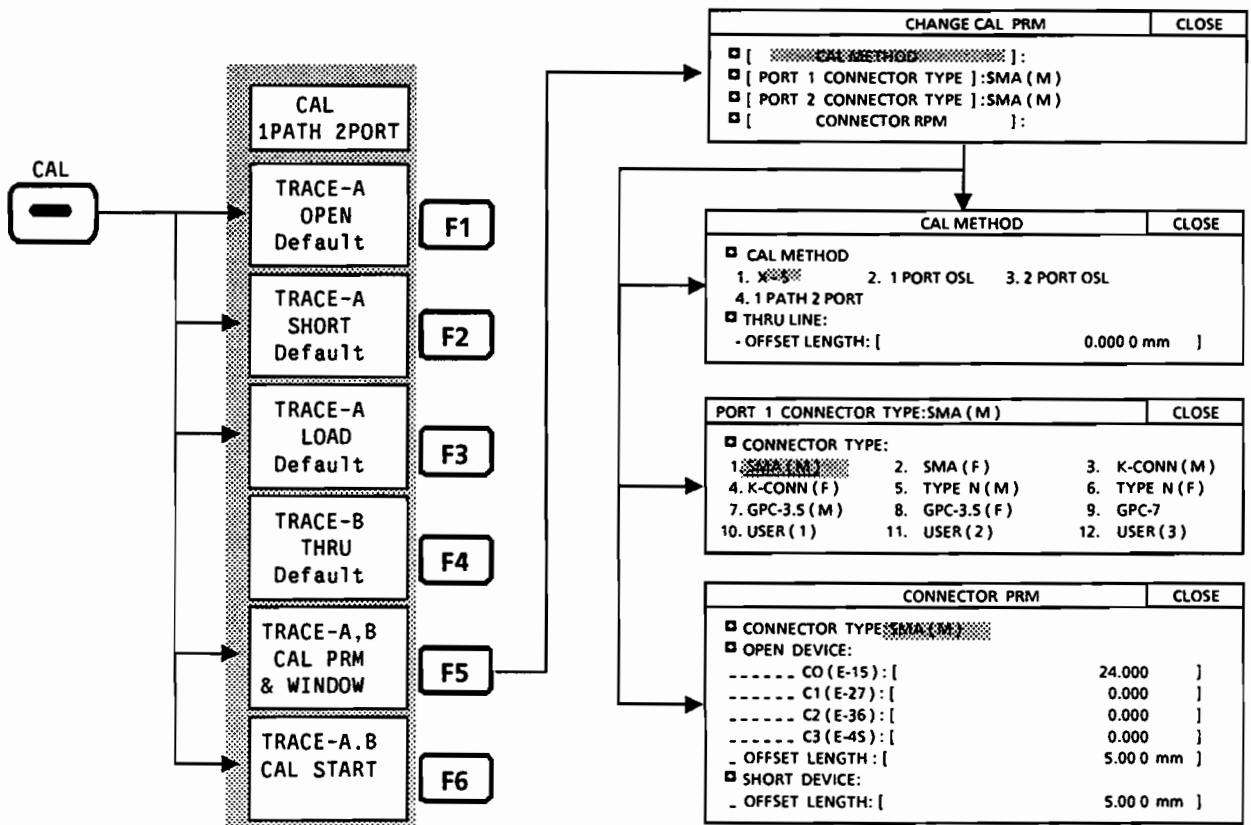 CAL
CAL
1PATH 2PORT
TRACE-A
OPEN
Default
F1
TRACE-A
SHORT
Default
F2
TRACE-A
LOAD
Default
F3
TRACE-B
THRU
Default
F4
TRACE-A,B
CAL PRM
& WINDOW
F5
TRACE-A.B
CAL START
F6
CHANGE CAL PRM CLOSE
[ CAL METHOD ]:
[ PORT 1 CONNECTOR TYPE ]:SMA(M)
[ PORT 2 CONNECTOR TYPE ]:SMA(M)
[ CONNECTOR RPM ]:
CAL METHOD CLOSE
CAL METHOD
1. X-S 2. 1 PORT OSL 3. 2 PORT OSL
4. 1 PATH 2 PORT
THRU LINE:
- OFFSET LENGTH: [ 0.000 0 mm ]
PORT 1 CONNECTOR TYPE:SMA(M) CLOSE
CONNECTOR TYPE:
1. SMA(M) 2. SMA(F) 3. K-CONN(M)
4. K-CONN(F) 5. TYPE N(M) 6. TYPE N(F)
7. GPC-3.5(M) 8. GPC-3.5(F) 9. GPC-7
10. USER(1) 11. USER(2) 12. USER(3)
CONNECTOR PRM CLOSE
CONNECTOR TYPE:SMA(M)
OPEN DEVICE:
_ _ _ _ _ _ CO(E-15): [ 24.000 ]
_ _ _ _ _ _ C1(E-27): [ 0.000 ]
_ _ _ _ _ _ C2(E-36): [ 0.000 ]
_ _ _ _ _ _ C3(E-45): [ 0.000 ]
_ OFFSET LENGTH : [ 5.00 0 mm ]
SHORT DEVICE:
_ OFFSET LENGTH: [ 5.00 0 mm ]